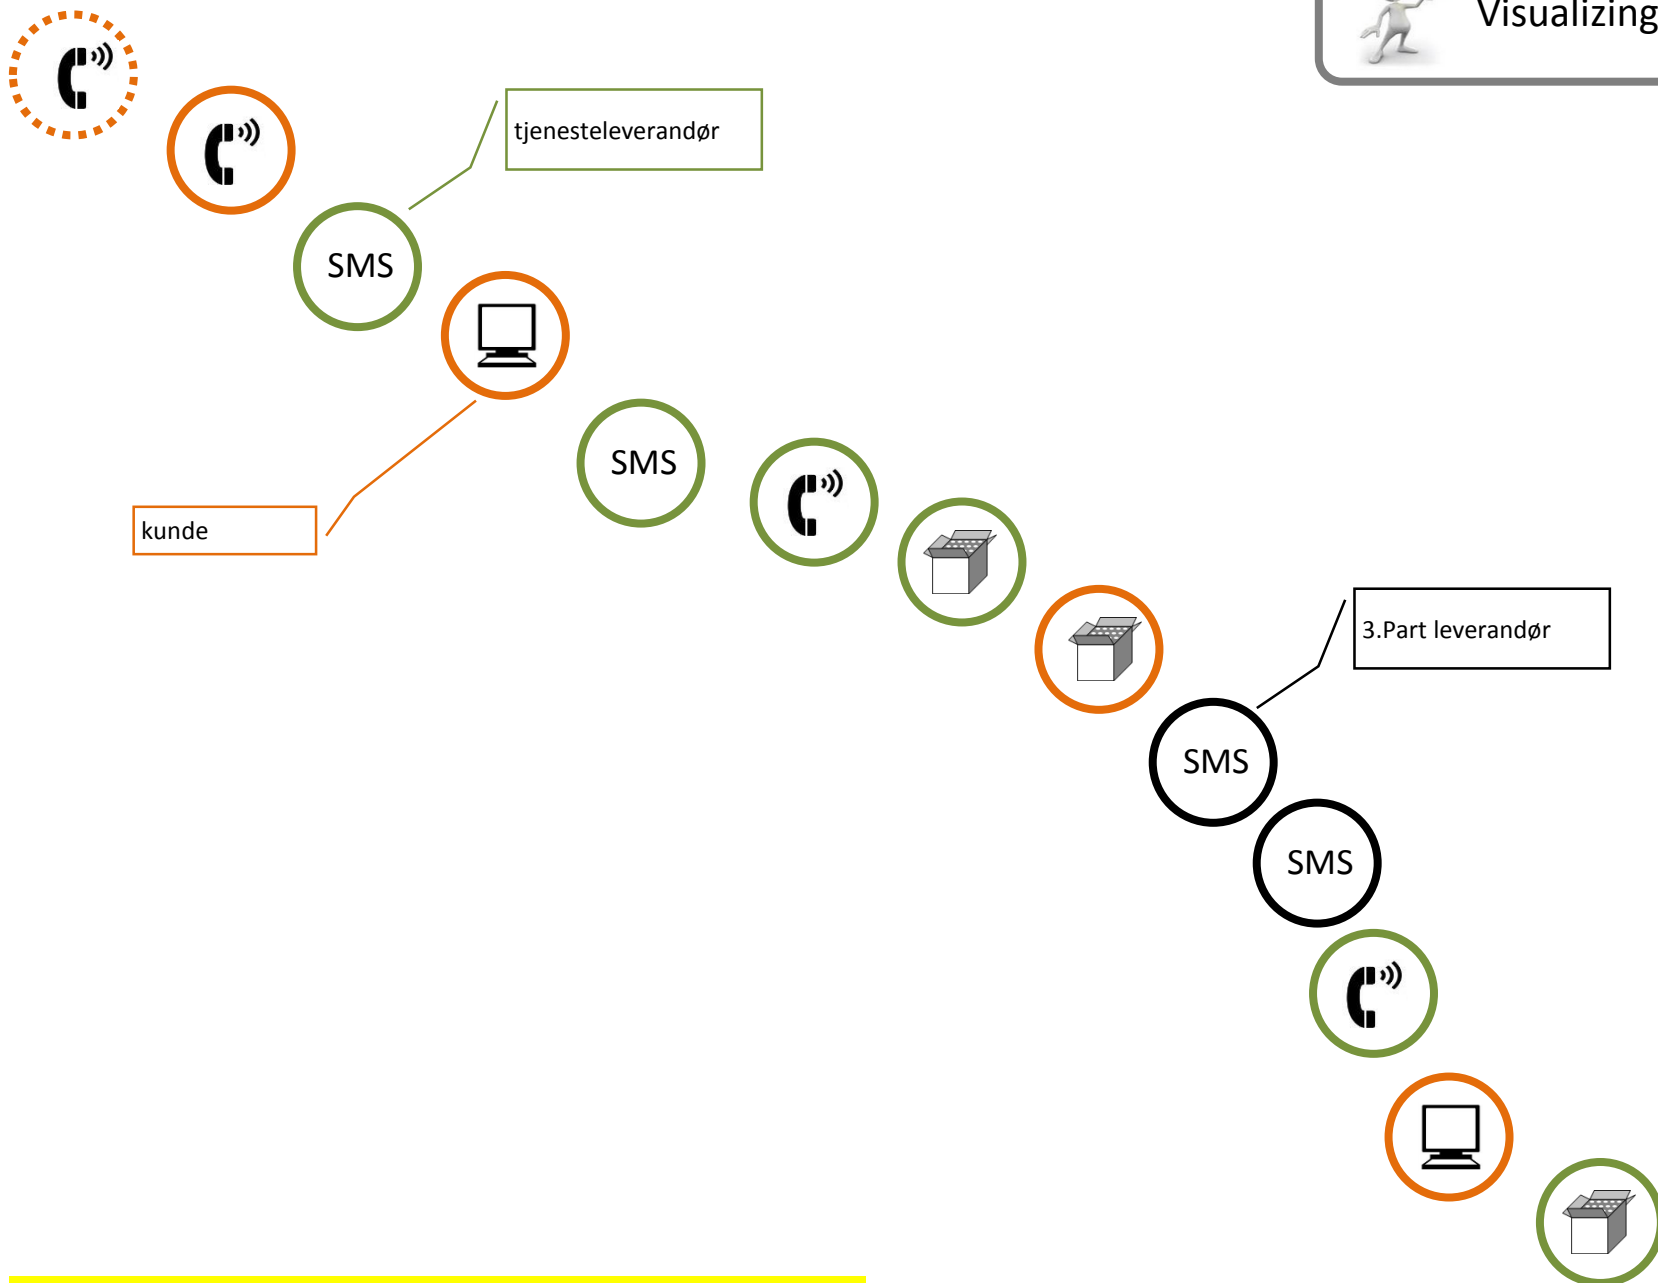 Visualizing
tjenesteleverandør
SMS
SMS
kunde
3.Part leverandør
SMS
SMS